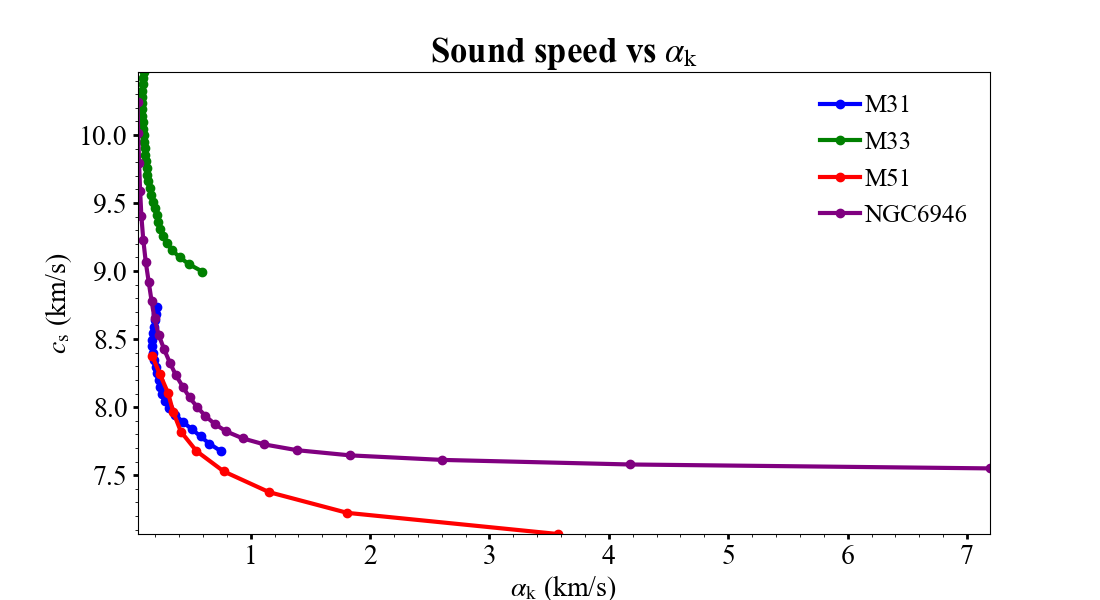 Sound speed vs αk
M31
M33
M51
NGC6946
10.0
9.5
9.0
8.5
8.0
7.5
cs (km/s)
1 2 3 4 5 6 7
αk (km/s)